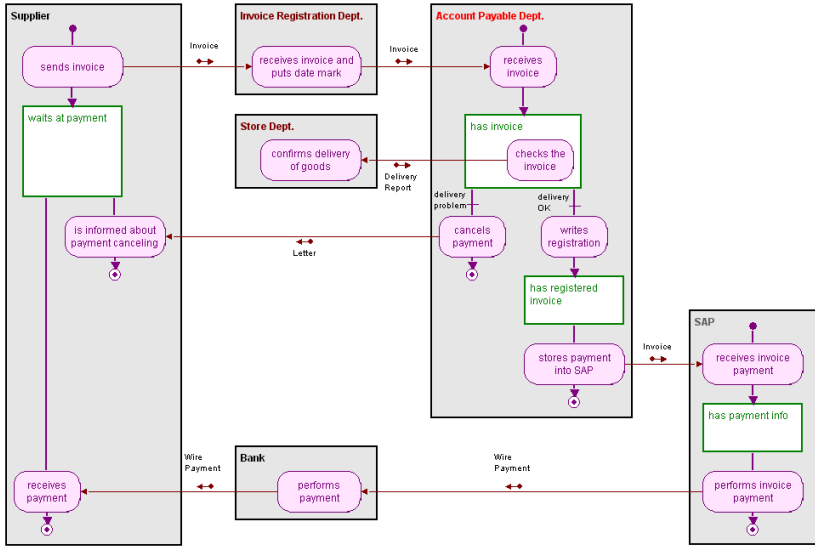 Supplier
Invoice Registration Dept.
Account Payable Dept.
Invoice
Invoice
sends invoice
receives invoice and
puts date mark
receives
invoice
waits at payment
Store Dept.
has invoice
confirms delivery
of goods
checks the
invoice
Delivery
Report
delivery
problem
delivery
OK
is informed about
payment canceling
Letter
cancels
payment
writes
registration
has registered
invoice
SAP
stores payment
into SAP
Invoice
receives invoice
payment
has payment info
Wire
Payment
Bank
Wire
Payment
receives
payment
performs
payment
performs invoice
payment